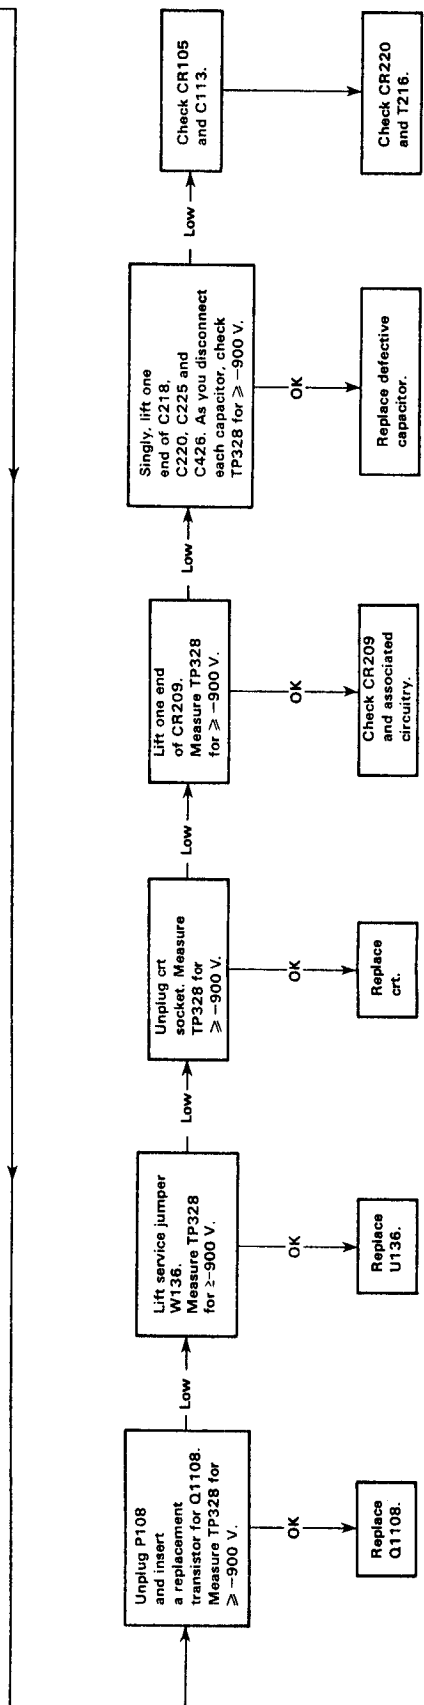 Unplug P108
and insert
a replacement
transistor for Q1108.
Measure TP328 for
⩾ −900 V.
OK
Replace
Q1108.
Low
Lift service jumper
W136.
Measure TP328
for ≥−900 V.
OK
Replace
U136.
Low
Unplug crt
socket. Measure
TP328 for
⩾ −900 V.
OK
Replace
crt.
Low
Lift one end
of CR209.
Measure TP328
for ⩾ −900 V.
OK
Check CR209
and associated
circuitry.
Low
Singly, lift one
end of C218,
C220, C225 and
C426. As you disconnect
each capacitor, check
TP328 for ⩾ −900 V.
OK
Replace defective
capacitor.
Low
Check CR105
and C113.
Check CR220
and T216.